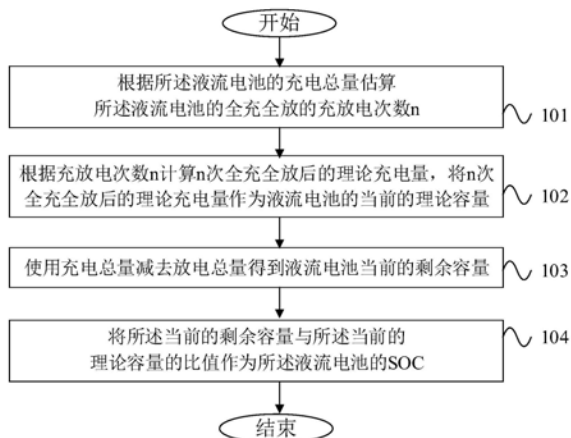 开始
根据所述液流电池的充电总量估算
所述液流电池的全充全放的充放电次数n
101
根据充放电次数n计算n次全充全放后的理论充电量，将n次
全充全放后的理论充电量作为液流电池的当前的理论容量
102
使用充电总量减去放电总量得到液流电池当前的剩余容量
103
将所述当前的剩余容量与所述当前的
理论容量的比值作为所述液流电池的SOC
104
结束